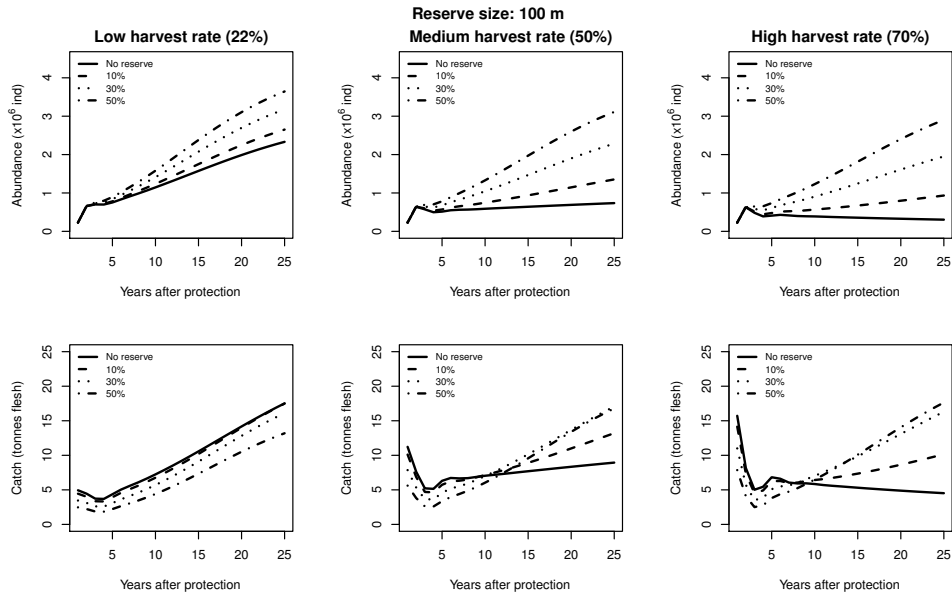 Reserve size: 100 m
Low harvest rate (22%)
Medium harvest rate (50%)
High harvest rate (70%)
Abundance (x10⁶ ind)
4
3
2
1
0
No reserve
10%
30%
50%
5 10 15 20 25
Years after protection
Abundance (x10⁶ ind)
4
3
2
1
0
No reserve
10%
30%
50%
5 10 15 20 25
Years after protection
Abundance (x10⁶ ind)
4
3
2
1
0
No reserve
10%
30%
50%
5 10 15 20 25
Years after protection
Catch (tonnes flesh)
25
20
15
10
5
0
No reserve
10%
30%
50%
5 10 15 20 25
Years after protection
Catch (tonnes flesh)
25
20
15
10
5
0
No reserve
10%
30%
50%
5 10 15 20 25
Years after protection
Catch (tonnes flesh)
25
20
15
10
5
0
No reserve
10%
30%
50%
5 10 15 20 25
Years after protection